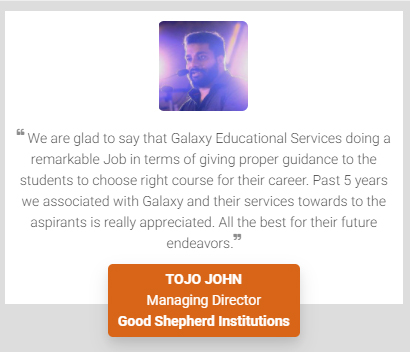 ❝ We are glad to say that Galaxy Educational Services doing a
remarkable Job in terms of giving proper guidance to the
students to choose right course for their career. Past 5 years
we associated with Galaxy and their services towards to the
aspirants is really appreciated. All the best for their future
endeavors.❞
TOJO JOHN
Managing Director
Good Shepherd Institutions